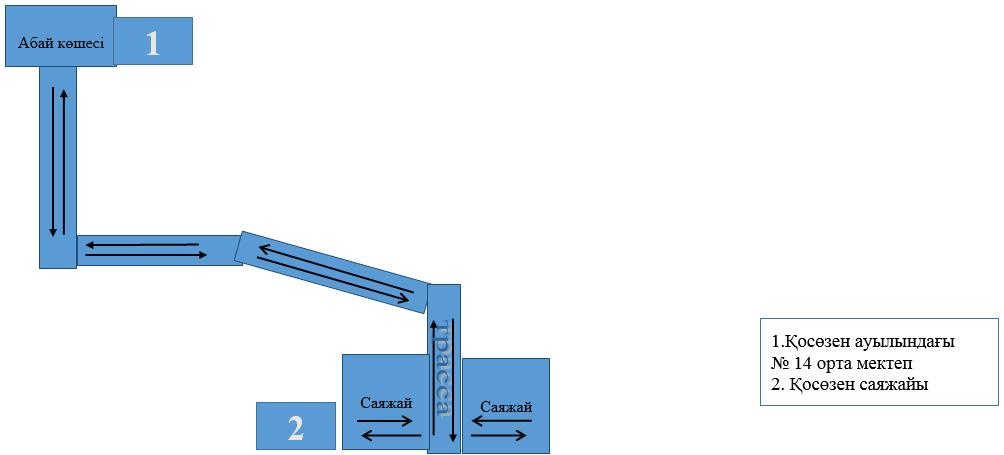 Абай көшесі
1
трасса
Саяжай
Саяжай
2
1.Қосөзен ауылындағы
№ 14 орта мектеп
2. Қосөзен саяжайы